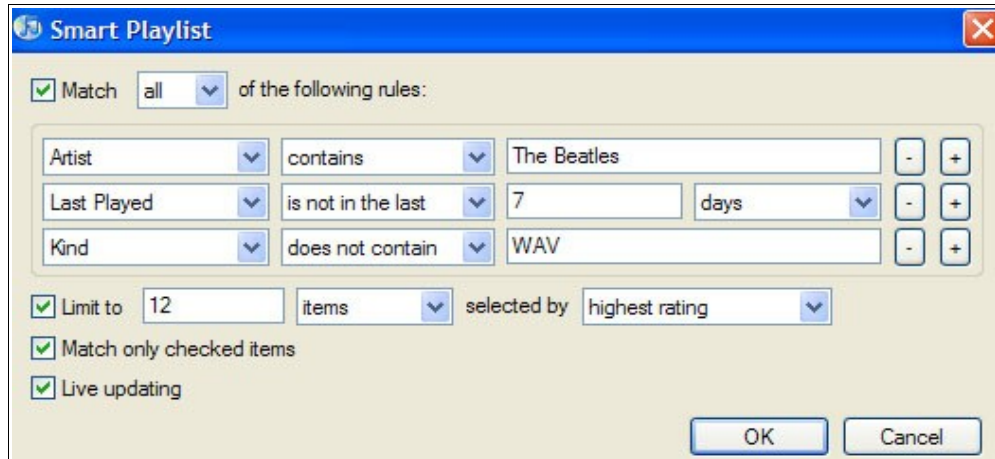 Smart Playlist
Match all of the following rules:
Artist contains The Beatles - +
Last Played is not in the last 7 days - +
Kind does not contain WAV - +
Limit to 12 items selected by highest rating
Match only checked items
Live updating
OK Cancel